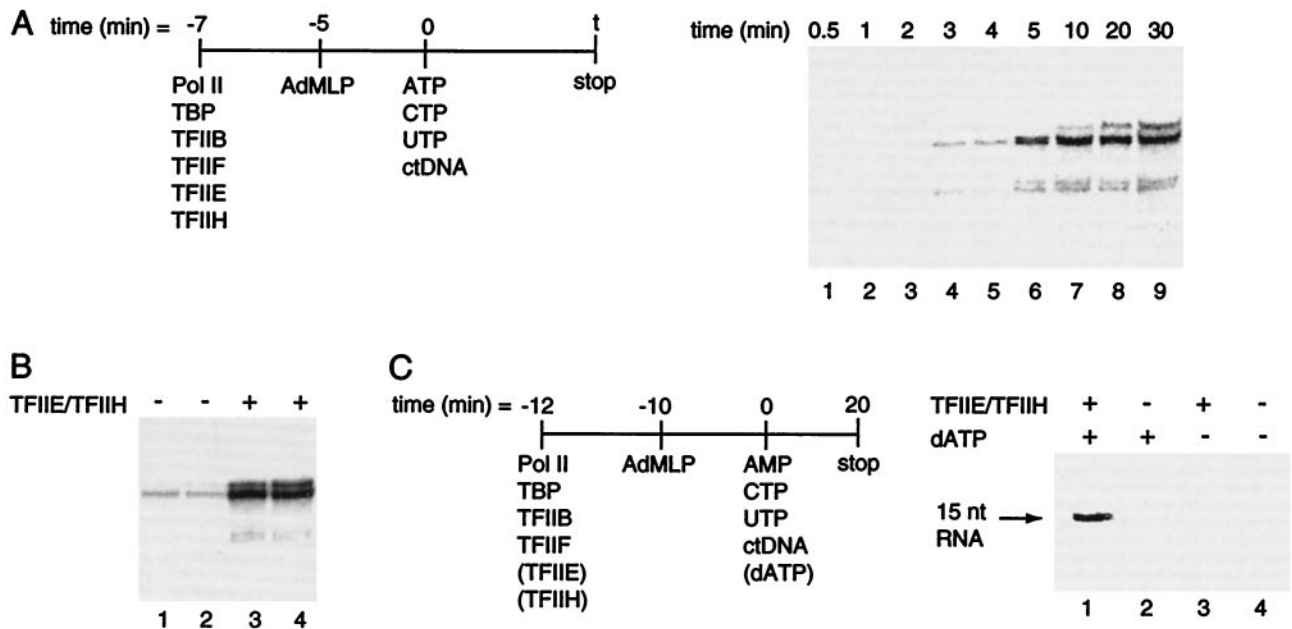 A
time (min) = -7 -5 0 t
Pol II AdMLP ATP stop
TBP CTP
TFIIB UTP
TFIIF ctDNA
TFIIE
TFIIH
time (min) 0.5 1 2 3 4 5 10 20 30
1 2 3 4 5 6 7 8 9
B
TFIIE/TFIIH - - + +
1 2 3 4
C
time (min) = -12 -10 0 20
Pol II AdMLP AMP stop
TBP CTP
TFIIB UTP
TFIIF ctDNA
(TFIIE) (dATP)
(TFIIH)
TFIIE/TFIIH + - + -
dATP + + - -
15 nt
RNA
1 2 3 4